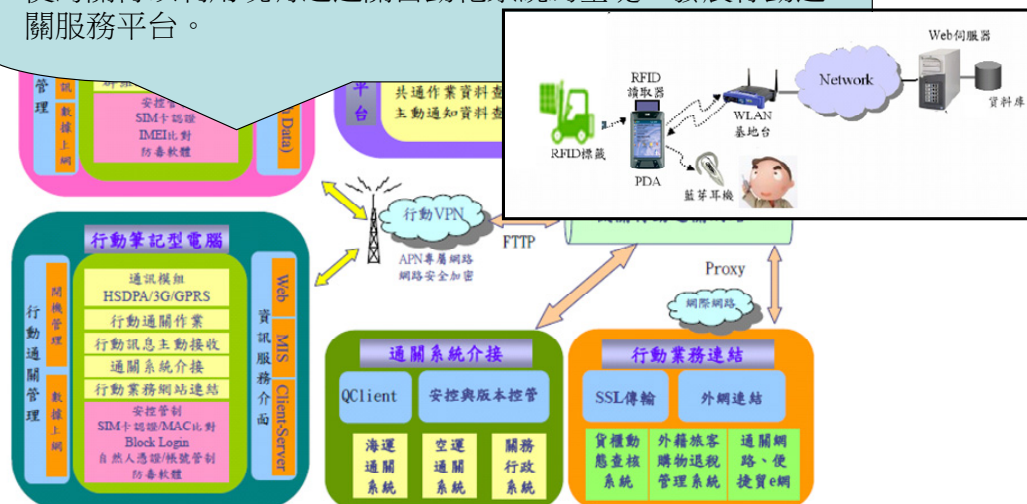 關服務平台。
Web伺服器
Network
資料庫
RFID
讀取器
WLAN
基地台
RFID標籤
PDA
藍芽耳機
管
理
訊
數
據
上
網
安控管
SIM卡認證
IMEI比對
防毒軟體
Data)
平
台
共通作業資料查
主動通知資料查
行動VPN
APN專屬網路
網路安全加密
FTTP
Proxy
網際網路
行動筆記型電腦
行動通關管理
開機管理
數據上網
通訊模組
HSDPA/3G/GPRS
行動通關作業
行動訊息主動接收
通關系統介接
行動業務網站連結
安控管制
SIM卡認證/MAC比對
Block Login
自然人憑證/帳號管制
防毒軟體
Web
MIS
Client-Server
資訊服務介面
通關系統介接
QClient
安控與版本控管
海運
通關
系統
空運
通關
系統
關務
行政
系統
行動業務連結
SSL傳輸
外網連結
貨櫃動
態查核
系統
外籍旅客
購物退稅
管理系統
通關網
路、便
捷貿e網